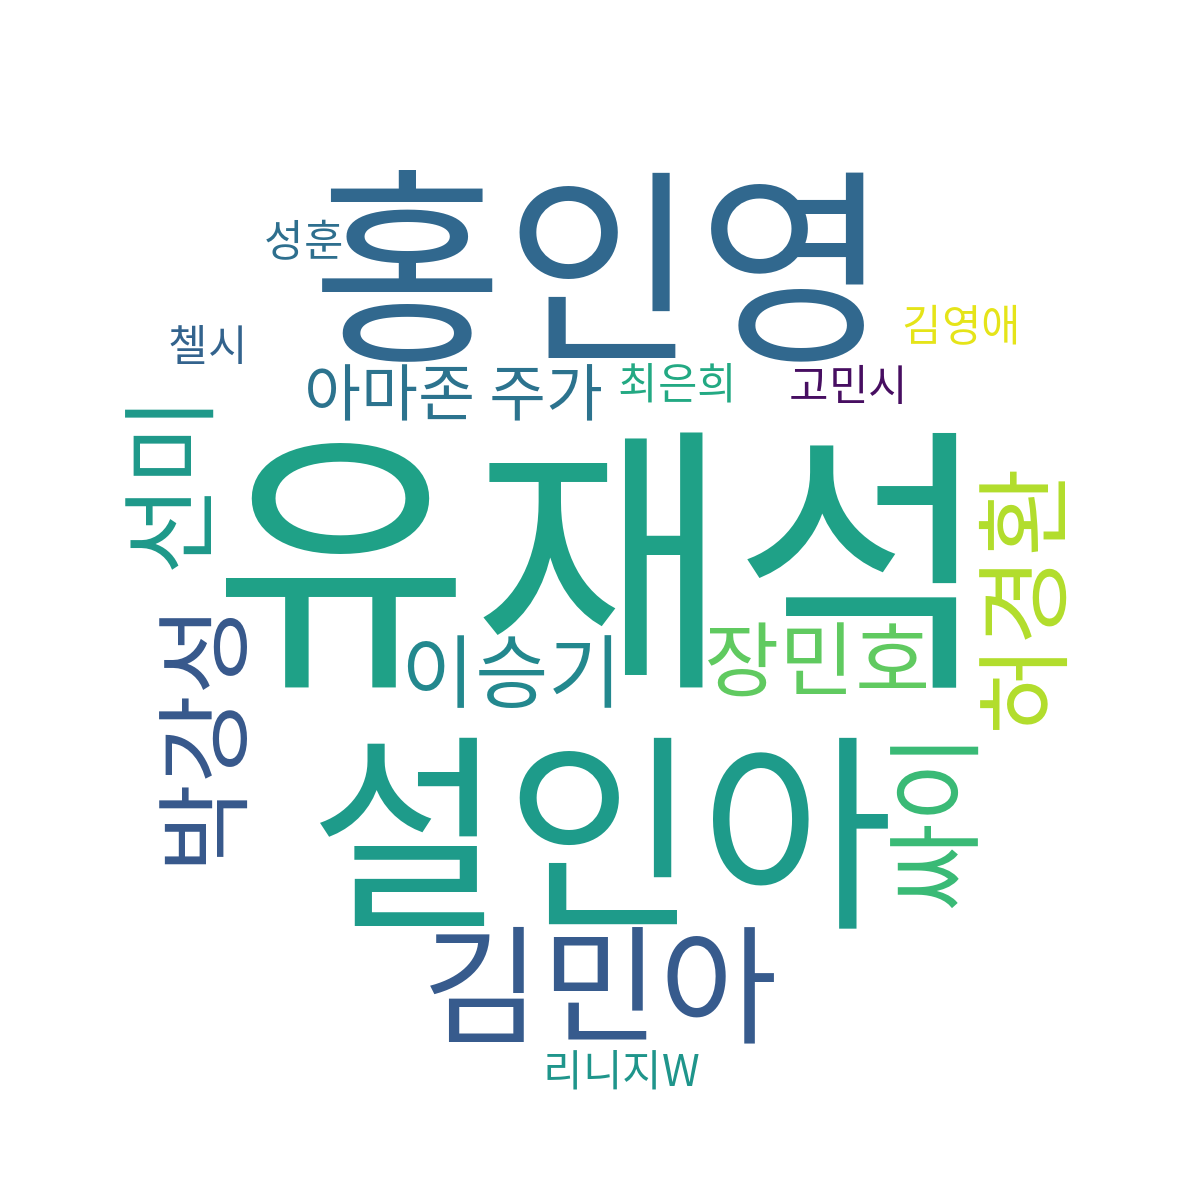 홍인영
성훈
김영애
첼시
아마존 주가
최은희
고민시
선미
유재석
허경환
박강성
이승기
장민호
설인아
싸이
김민아
리니지W